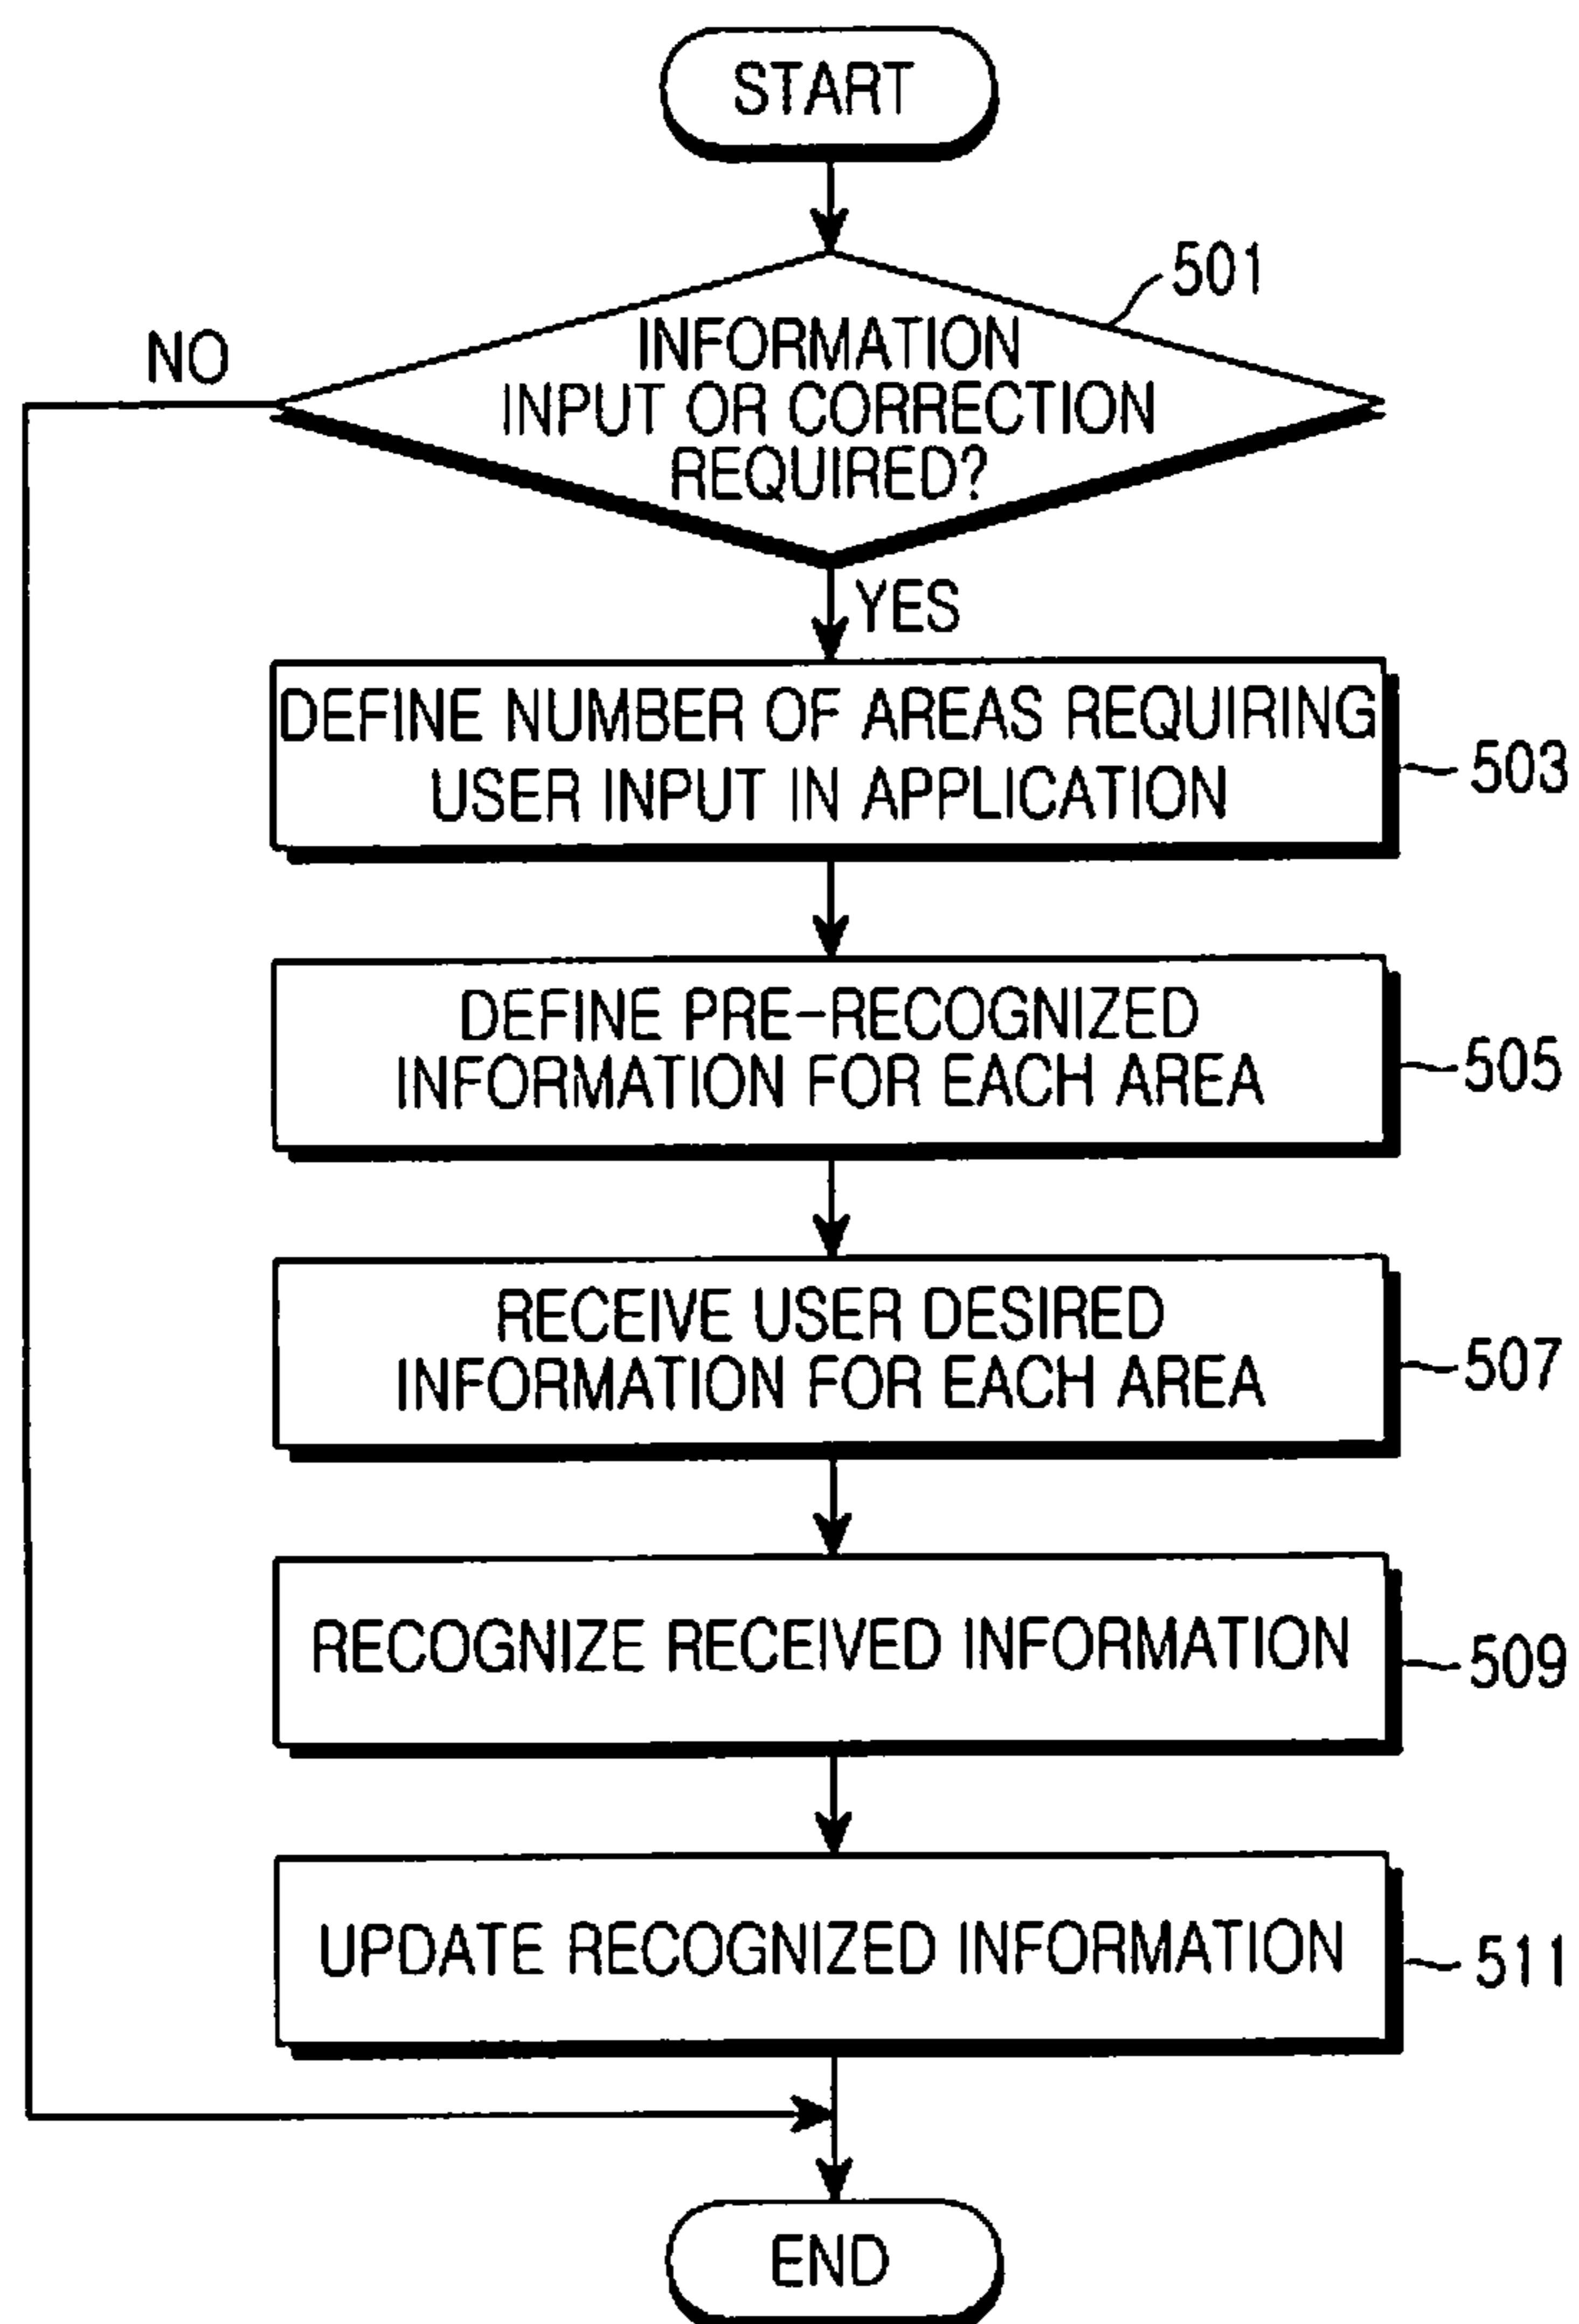 START
501
NO
INFORMATION
INPUT OR CORRECTION
REQUIRED?
YES
DEFINE NUMBER OF AREAS REQUIRING
USER INPUT IN APPLICATION
503
DEFINE PRE-RECOGNIZED
INFORMATION FOR EACH AREA
505
RECEIVE USER DESIRED
INFORMATION FOR EACH AREA
507
RECOGNIZE RECEIVED INFORMATION
509
UPDATE RECOGNIZED INFORMATION
511
END